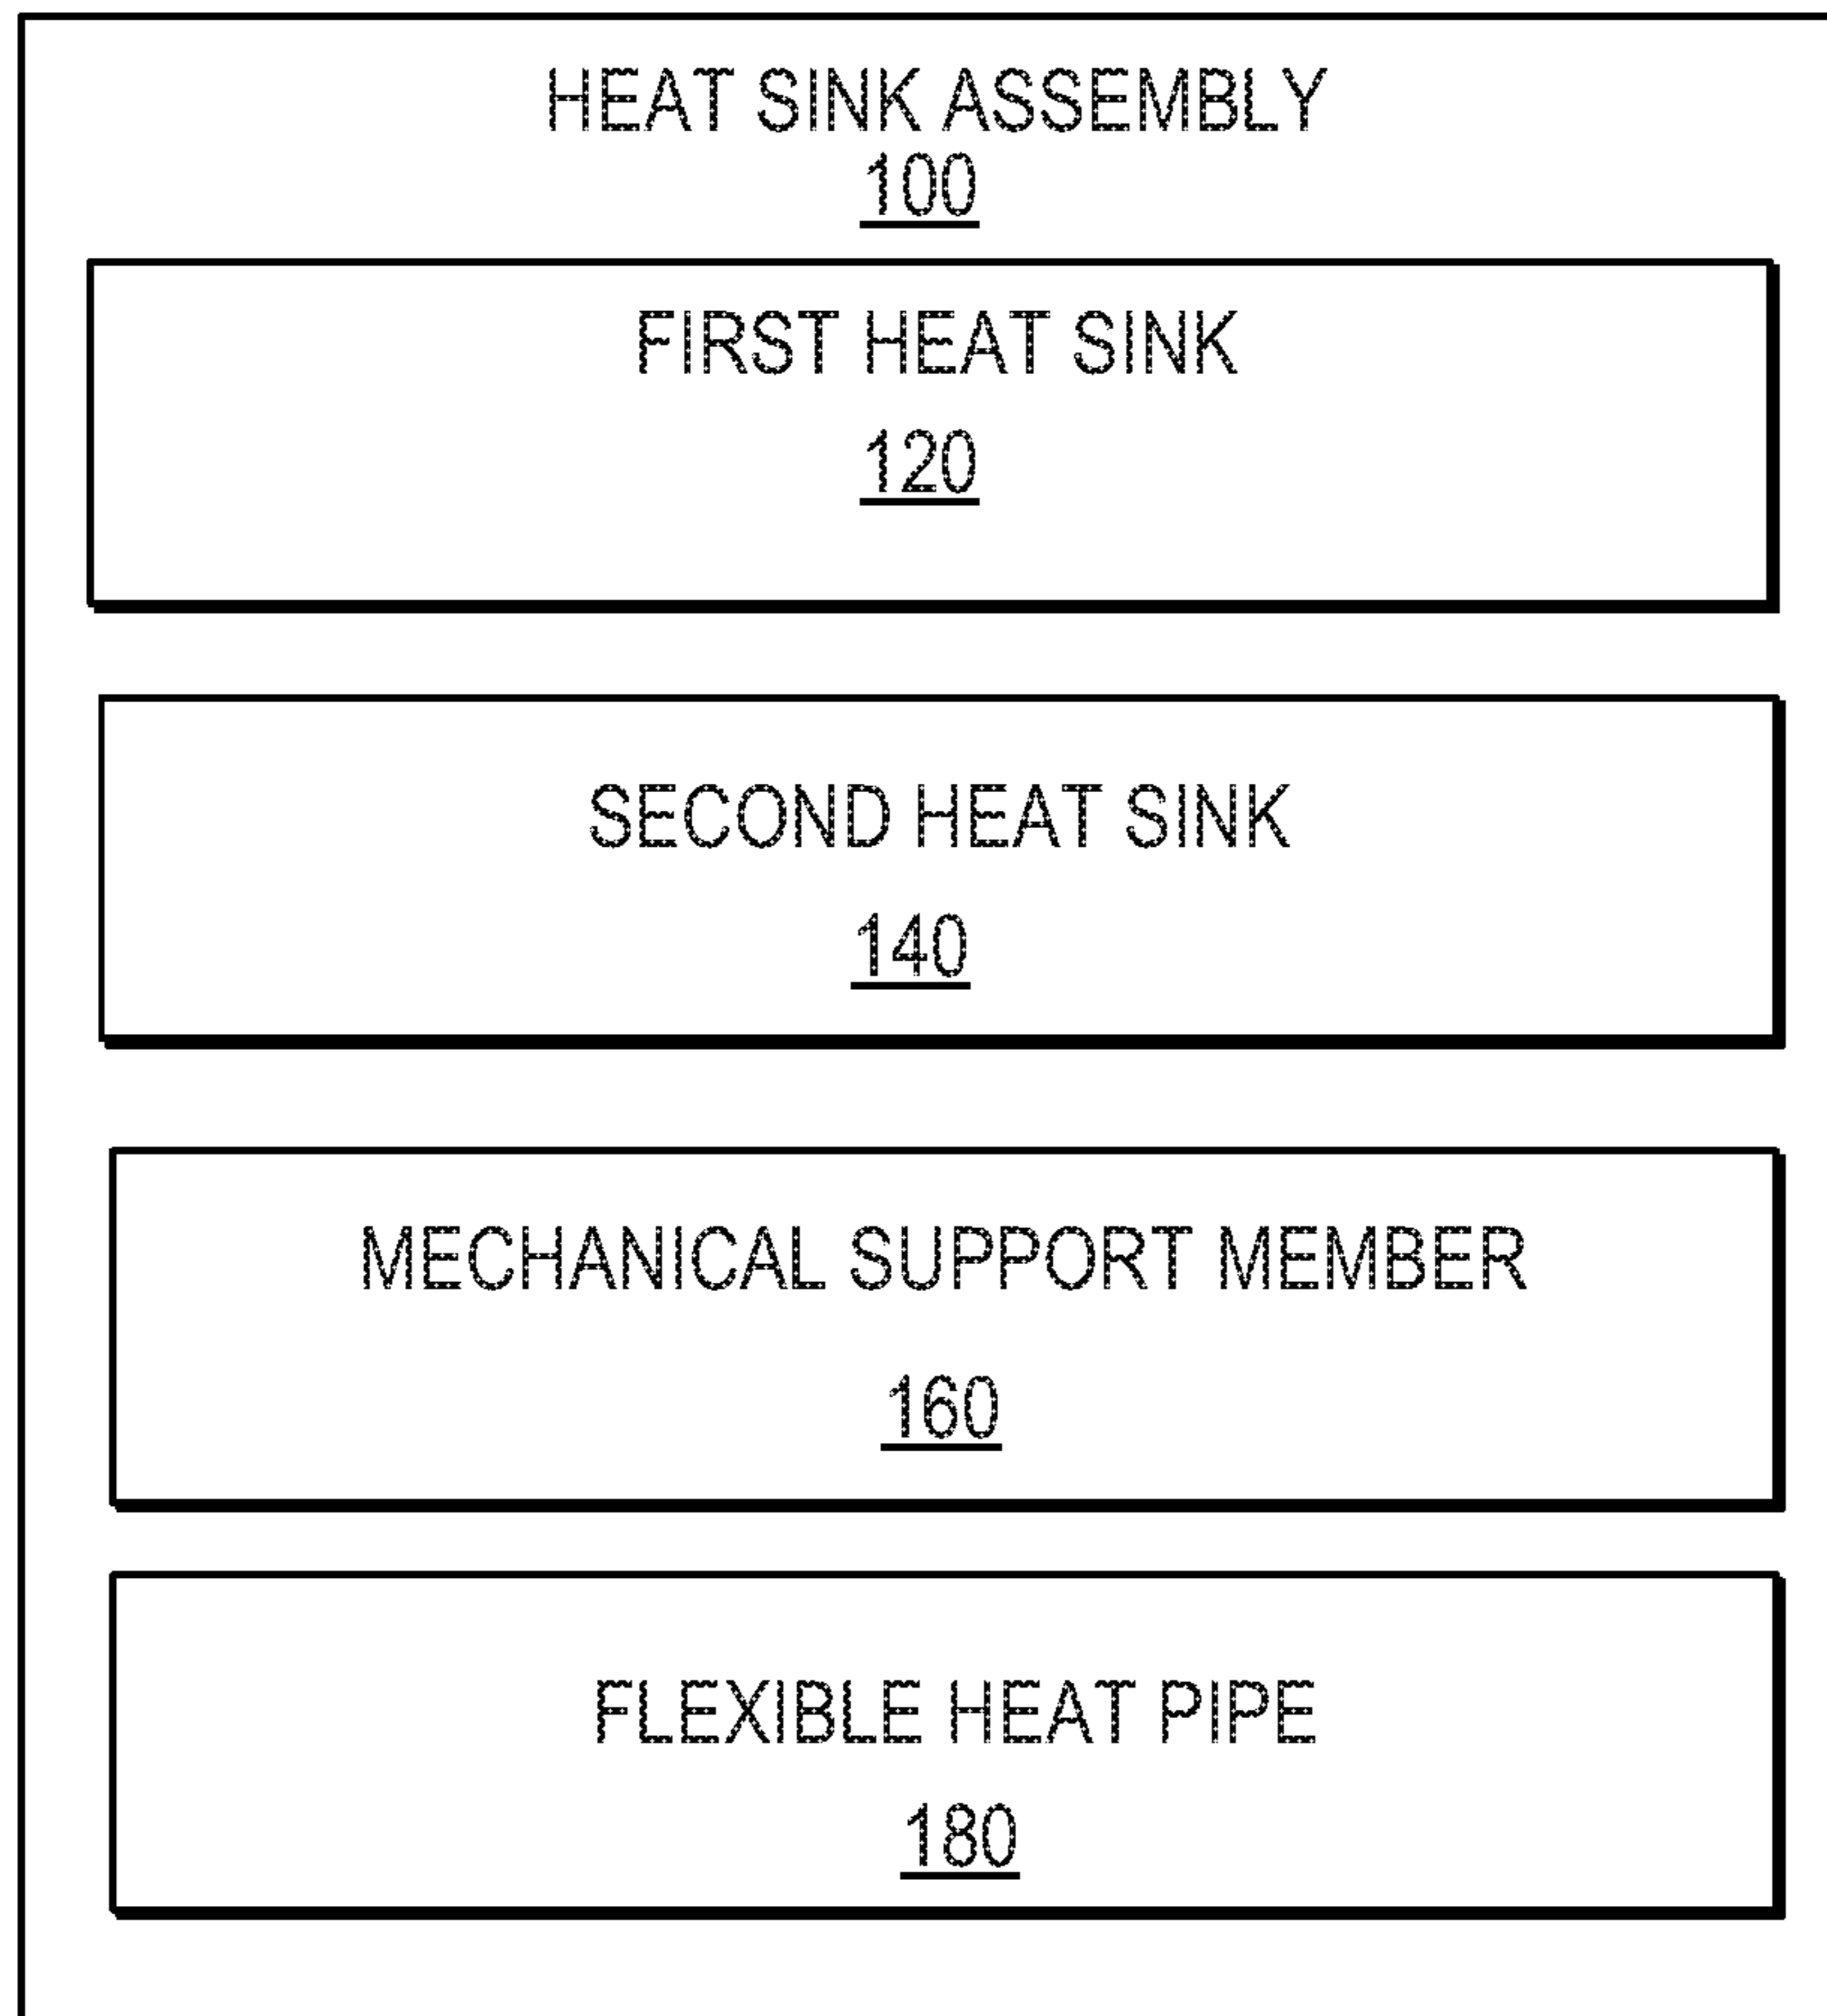 HEAT SINK ASSEMBLY
100
FIRST HEAT SINK
120
SECOND HEAT SINK
140
MECHANICAL SUPPORT MEMBER
160
FLEXIBLE HEAT PIPE
180